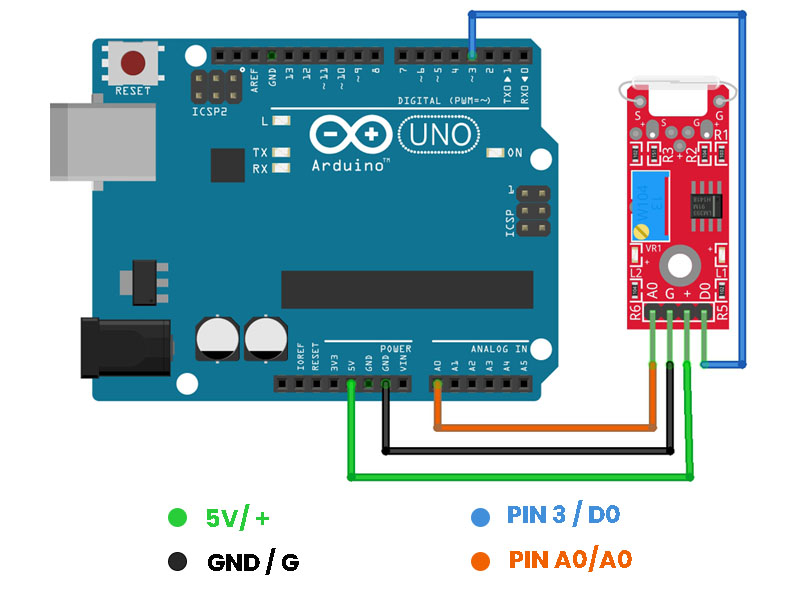 RESET
ICSP2
AREF
GND
13
12
~11
~10
~9
8
7
~6
~5
4
~3
2
TX0▶1
RX0◀0
DIGITAL (PWM=~)
L
TX
RX
UNO
Arduino™
ON
1
ICSP
IOREF
RESET
3V3
5V
GND
GND
VIN
POWER
ANALOG IN
A0
A1
A2
A3
A4
A5
S
G
+
S
G
+
R1
R3
+
R2
W104
VR1
+
+
L2
L1
A0
G
+
D0
R6
R5
5V/ +
GND / G
PIN 3 / D0
PIN A0/A0